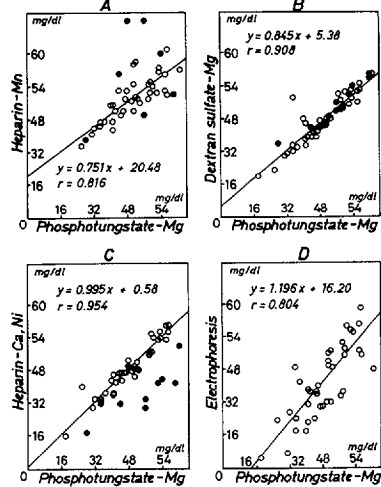 A
mg/dl
60
54
48
32
16
0
Heparin-Mn
y = 0.751x + 20.48
r = 0.816
mg/dl
16 32 48 54
Phosphotungstate-Mg
B
mg/dl
60
54
48
32
16
0
Dextran sulfate-Mg
y = 0.845x + 5.38
r = 0.908
mg/dl
16 32 48 54
Phosphotungstate-Mg
C
mg/dl
60
54
48
32
16
0
Heparin-Ca, Ni
y = 0.995x + 0.58
r = 0.954
mg/dl
16 32 48 54
Phosphotungstate-Mg
D
mg/dl
60
54
48
32
16
0
Electrophoresis
y = 1.196x + 16.20
r = 0.804
mg/dl
16 32 48 54
Phosphotungstate-Mg